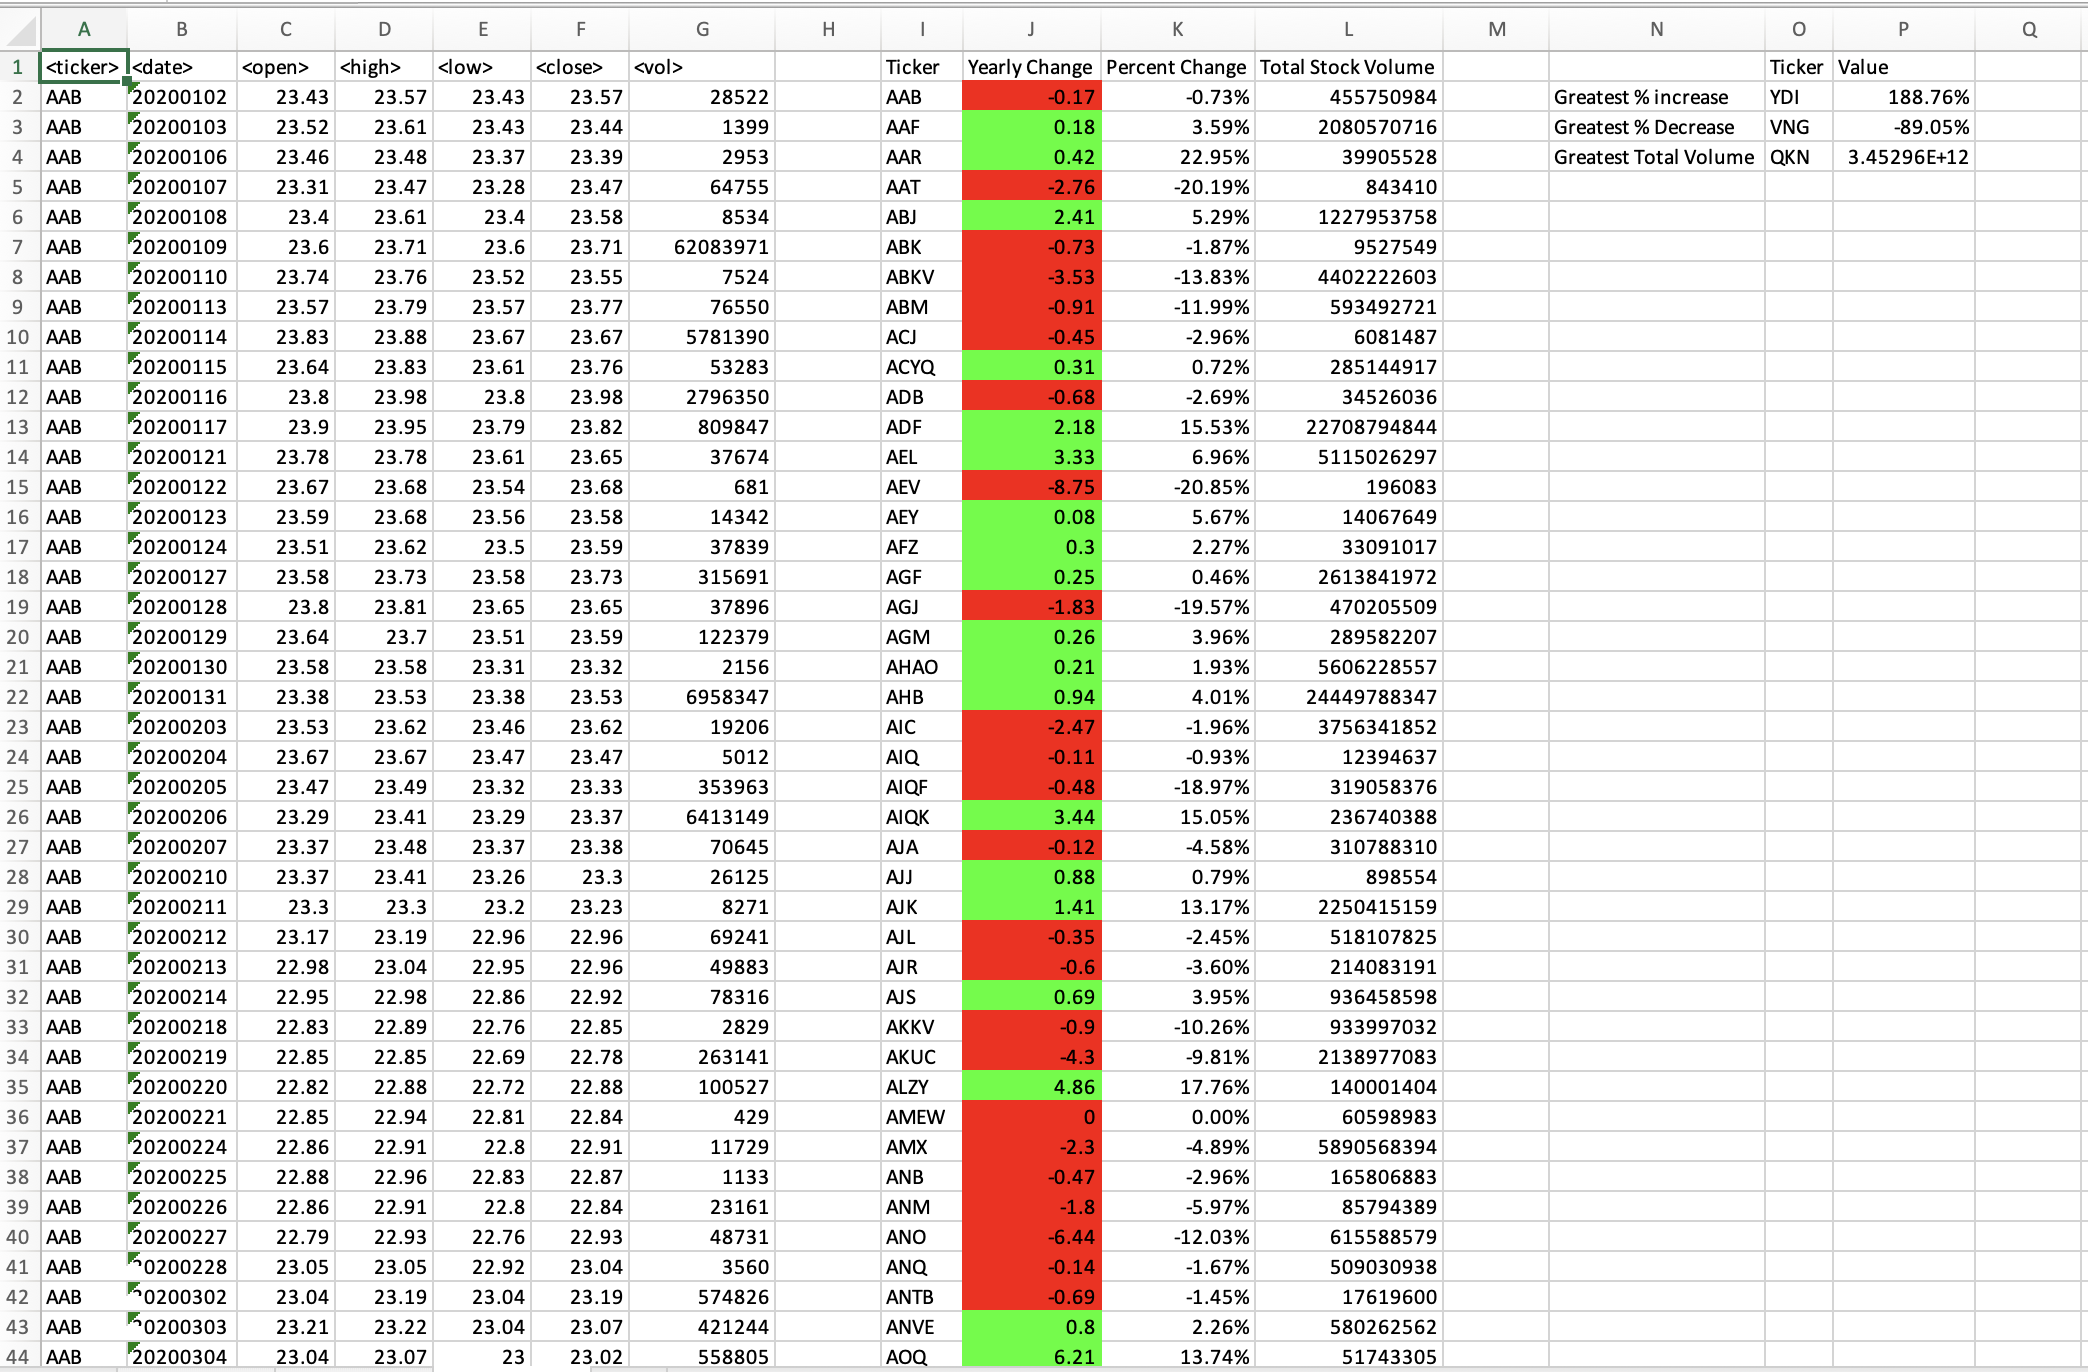 A B C D E F G H I J K L M N O P Q
1 <ticker> <date> <open> <high> <low> <close> <vol> Ticker Yearly Change Percent Change Total Stock Volume Ticker Value
2 AAB 20200102 23.43 23.57 23.43 23.57 28522 AAB -0.17 -0.73% 455750984 Greatest % increase YDI 188.76%
3 AAB 20200103 23.52 23.61 23.43 23.44 1399 AAF 0.18 3.59% 2080570716 Greatest % Decrease VNG -89.05%
4 AAB 20200106 23.46 23.48 23.37 23.39 2953 AAR 0.42 22.95% 39905528 Greatest Total Volume QKN 3.45296E+12
5 AAB 20200107 23.31 23.47 23.28 23.47 64755 AAT -2.76 -20.19% 843410
6 AAB 20200108 23.4 23.61 23.4 23.58 8534 ABJ 2.41 5.29% 1227953758
7 AAB 20200109 23.6 23.71 23.6 23.71 62083971 ABK -0.73 -1.87% 9527549
8 AAB 20200110 23.74 23.76 23.52 23.55 7524 ABKV -3.53 -13.83% 4402222603
9 AAB 20200113 23.57 23.79 23.57 23.77 76550 ABM -0.91 -11.99% 593492721
10 AAB 20200114 23.83 23.88 23.67 23.67 5781390 ACJ -0.45 -2.96% 6081487
11 AAB 20200115 23.64 23.83 23.61 23.76 53283 ACYQ 0.31 0.72% 285144917
12 AAB 20200116 23.8 23.98 23.8 23.98 2796350 ADB -0.68 -2.69% 34526036
13 AAB 20200117 23.9 23.95 23.79 23.82 809847 ADF 2.18 15.53% 22708794844
14 AAB 20200121 23.78 23.78 23.61 23.65 37674 AEL 3.33 6.96% 5115026297
15 AAB 20200122 23.67 23.68 23.54 23.68 681 AEV -8.75 -20.85% 196083
16 AAB 20200123 23.59 23.68 23.56 23.58 14342 AEY 0.08 5.67% 14067649
17 AAB 20200124 23.51 23.62 23.5 23.59 37839 AFZ 0.3 2.27% 33091017
18 AAB 20200127 23.58 23.73 23.58 23.73 315691 AGF 0.25 0.46% 2613841972
19 AAB 20200128 23.8 23.81 23.65 23.65 37896 AGJ -1.83 -19.57% 470205509
20 AAB 20200129 23.64 23.7 23.51 23.59 122379 AGM 0.26 3.96% 289582207
21 AAB 20200130 23.58 23.58 23.31 23.32 2156 AHAO 0.21 1.93% 5606228557
22 AAB 20200131 23.38 23.53 23.38 23.53 6958347 AHB 0.94 4.01% 24449788347
23 AAB 20200203 23.53 23.62 23.46 23.62 19206 AIC -2.47 -1.96% 3756341852
24 AAB 20200204 23.67 23.67 23.47 23.47 5012 AIQ -0.11 -0.93% 12394637
25 AAB 20200205 23.47 23.49 23.32 23.33 353963 AIQF -0.48 -18.97% 319058376
26 AAB 20200206 23.29 23.41 23.29 23.37 6413149 AIQK 3.44 15.05% 236740388
27 AAB 20200207 23.37 23.48 23.37 23.38 70645 AJA -0.12 -4.58% 310788310
28 AAB 20200210 23.37 23.41 23.26 23.3 26125 AJJ 0.88 0.79% 898554
29 AAB 20200211 23.3 23.3 23.2 23.23 8271 AJK 1.41 13.17% 2250415159
30 AAB 20200212 23.17 23.19 22.96 22.96 69241 AJL -0.35 -2.45% 518107825
31 AAB 20200213 22.98 23.04 22.95 22.96 49883 AJR -0.6 -3.60% 214083191
32 AAB 20200214 22.95 22.98 22.86 22.92 78316 AJS 0.69 3.95% 936458598
33 AAB 20200218 22.83 22.89 22.76 22.85 2829 AKKV -0.9 -10.26% 933997032
34 AAB 20200219 22.85 22.85 22.69 22.78 263141 AKUC -4.3 -9.81% 2138977083
35 AAB 20200220 22.82 22.88 22.72 22.88 100527 ALZY 4.86 17.76% 140001404
36 AAB 20200221 22.85 22.94 22.81 22.84 429 AMEW 0 0.00% 60598983
37 AAB 20200224 22.86 22.91 22.8 22.91 11729 AMX -2.3 -4.89% 5890568394
38 AAB 20200225 22.88 22.96 22.83 22.87 1133 ANB -0.47 -2.96% 165806883
39 AAB 20200226 22.86 22.91 22.8 22.84 23161 ANM -1.8 -5.97% 85794389
40 AAB 20200227 22.79 22.93 22.76 22.93 48731 ANO -6.44 -12.03% 615588579
41 AAB 20200228 23.05 23.05 22.92 23.04 3560 ANQ -0.14 -1.67% 509030938
42 AAB 20200302 23.04 23.19 23.04 23.19 574826 ANTB -0.69 -1.45% 17619600
43 AAB 20200303 23.21 23.22 23.04 23.07 421244 ANVE 0.8 2.26% 580262562
44 AAB 20200304 23.04 23.07 23 23.02 558805 AOQ 6.21 13.74% 51743305